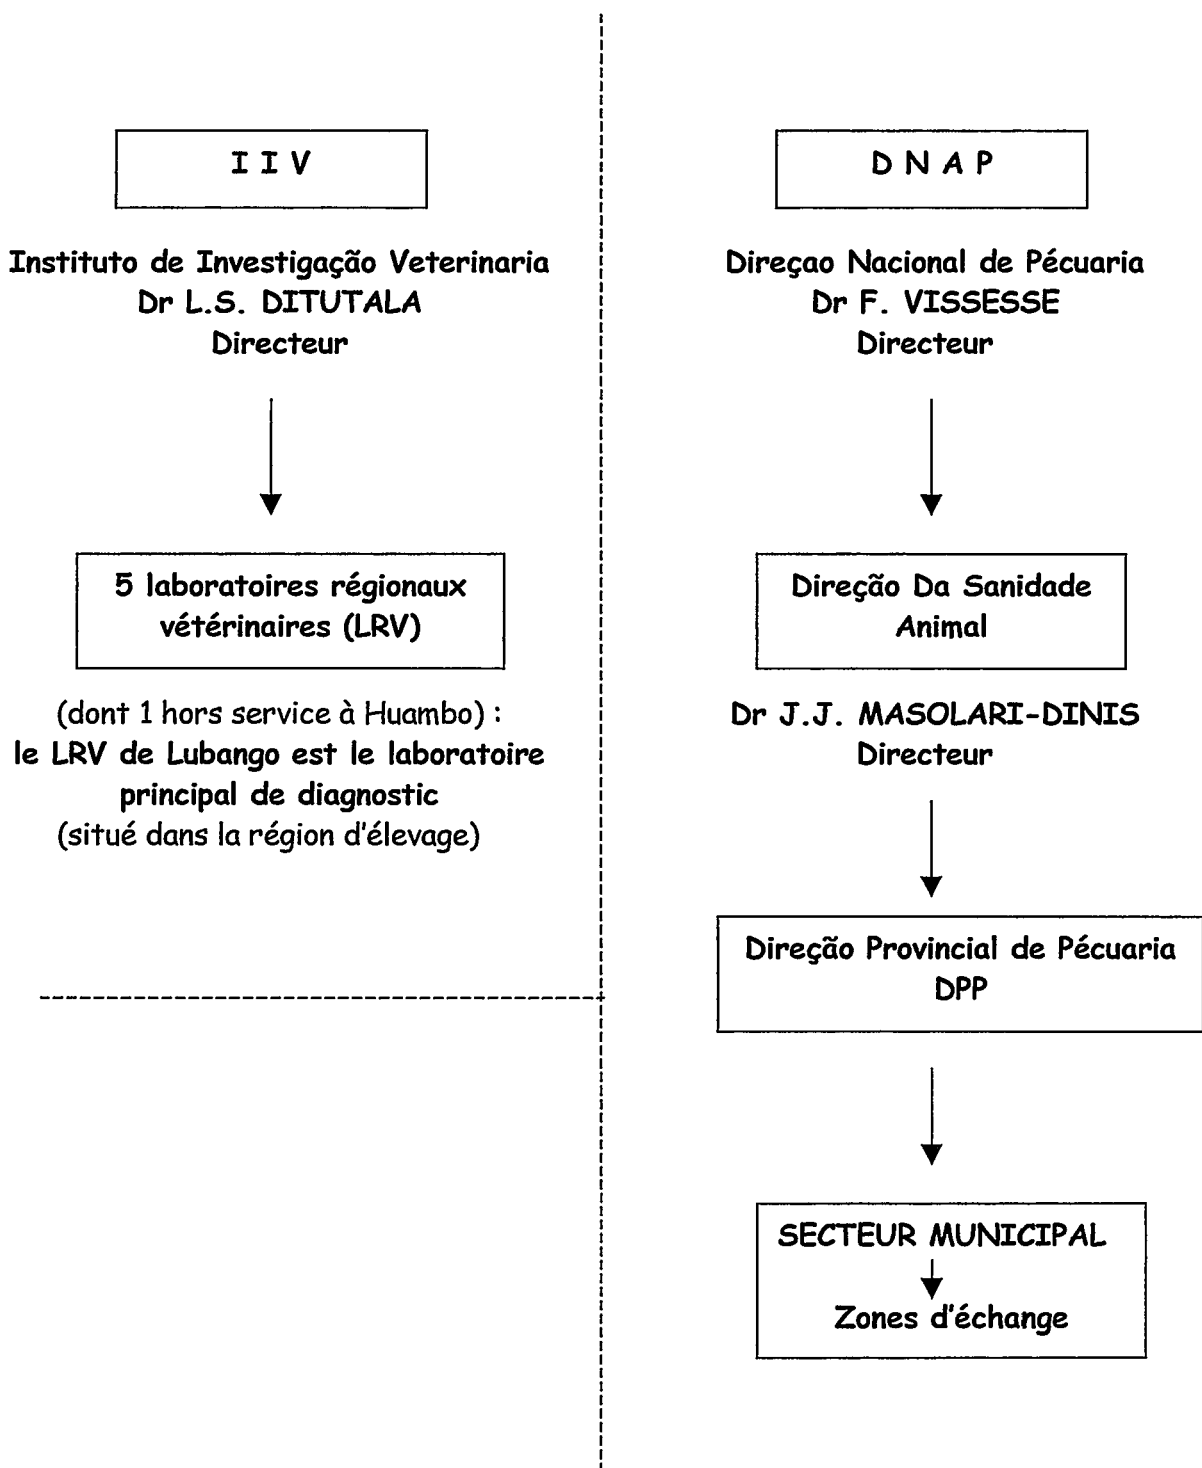 I I V
Instituto de Investigação Veterinaria
Dr L.S. DITUTALA
Directeur
5 laboratoires régionaux
vétérinaires (LRV)
(dont 1 hors service à Huambo) :
le LRV de Lubango est le laboratoire
principal de diagnostic
(situé dans la région d'élevage)
D N A P
Direçao Nacional de Pécuaria
Dr F. VISSESSE
Directeur
Direção Da Sanidade
Animal
Dr J.J. MASOLARI-DINIS
Directeur
Direção Provincial de Pécuaria
DPP
SECTEUR MUNICIPAL
Zones d'échange